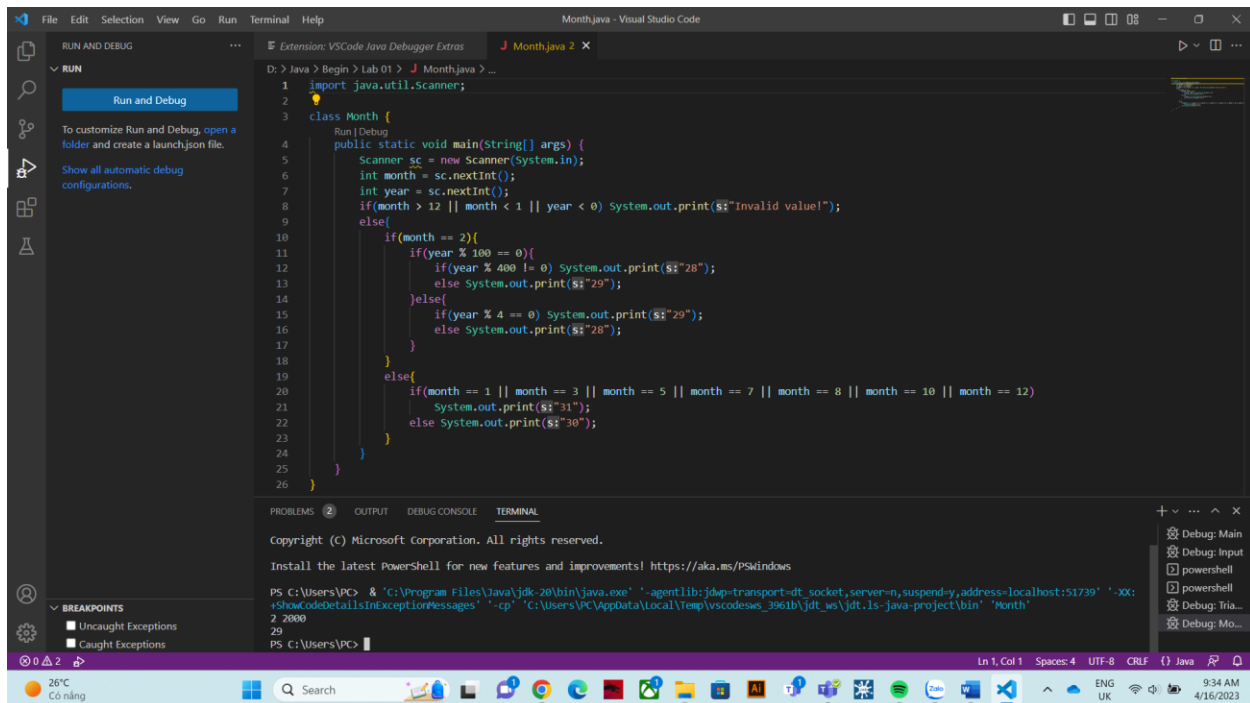 File Edit Selection View Go Run Terminal Help Month.java - Visual Studio Code
RUN AND DEBUG ...
RUN
Run and Debug
To customize Run and Debug, open a
folder and create a launch.json file.
Show all automatic debug
configurations.
Extension: VSCode Java Debugger Extras J Month.java 2
D: > Java > Begin > Lab 01 > J Month.java > ...
1 import java.util.Scanner;
2
3 class Month {
Run | Debug
4 public static void main(String[] args) {
5 Scanner sc = new Scanner(System.in);
6 int month = sc.nextInt();
7 int year = sc.nextInt();
8 if(month > 12 || month < 1 || year < 0) System.out.print(s:"Invalid value!");
9 else{
10 if(month == 2){
11 if(year % 100 == 0){
12 if(year % 400 != 0) System.out.print(s:"28");
13 else System.out.print(s:"29");
14 }else{
15 if(year % 4 == 0) System.out.print(s:"29");
16 else System.out.print(s:"28");
17 }
18 }
19 else{
20 if(month == 1 || month == 3 || month == 5 || month == 7 || month == 8 || month == 10 || month == 12)
21 System.out.print(s:"31");
22 else System.out.print(s:"30");
23 }
24 }
25 }
26 }
PROBLEMS 2 OUTPUT DEBUG CONSOLE TERMINAL
Copyright (C) Microsoft Corporation. All rights reserved.
Install the latest PowerShell for new features and improvements! https://aka.ms/PSWindows
PS C:\Users\PC> & 'C:\Program Files\Java\jdk-20\bin\java.exe' '-agentlib:jdwp=transport=dt_socket,server=n,suspend=y,address=localhost:51739' '-XX:
+ShowCodeDetailsInExceptionMessages' '-cp' 'C:\Users\PC\AppData\Local\Temp\vscodesws_3961b\jdt_ws\jdt.ls-java-project\bin' 'Month'
2 2000
29
PS C:\Users\PC>
Debug: Main
Debug: Input
powershell
powershell
Debug: Tria...
Debug: Mo...
BREAKPOINTS
Uncaught Exceptions
Caught Exceptions
0 2 Ln 1, Col 1 Spaces: 4 UTF-8 CRLF {} Java
26°C
Có nắng
Search
1
1
1
Ai
Zalo
ENG
UK
9:34 AM
4/16/2023